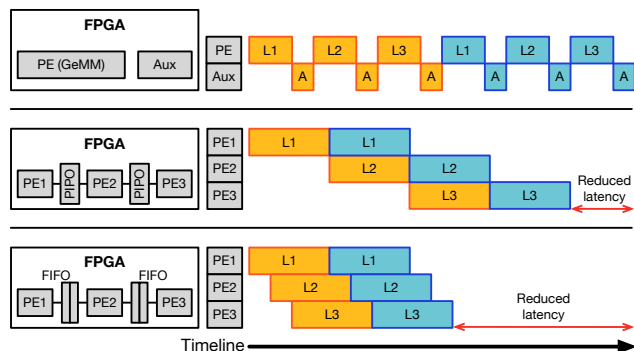 FPGA
PE (GeMM) Aux
PE L1 L2 L3 L1 L2 L3
Aux A A A A A A
FPGA
PE1 PIPO PE2 PIPO PE3
PE1 L1 L1
PE2 L2 L2
PE3 L3 L3
Reduced
latency
FPGA
FIFO FIFO
PE1 PE2 PE3
PE1 L1 L1
PE2 L2 L2
PE3 L3 L3
Reduced
latency
Timeline